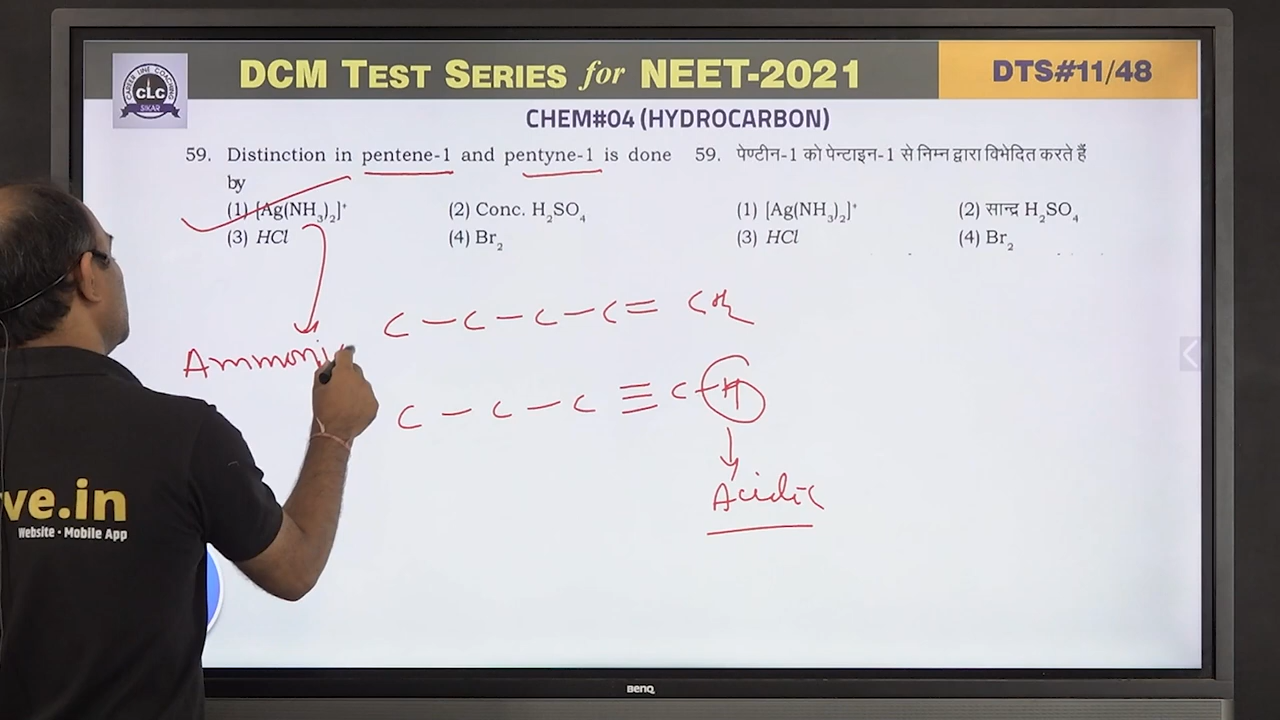 DCM TEST SERIES for NEET-2021
DTS#11/48
CLC
SIKAR
CHEM#04 (HYDROCARBON)
59. Distinction in pentene-1 and pentyne-1 is done
by
(1) [Ag(NH₃)₂]⁺ (2) Conc. H₂SO₄
(3) HCl (4) Br₂
59. पेण्टीन-1 को पेन्टाइन-1 से निम्न द्वारा विभेदित करते हैं
(1) [Ag(NH₃)₂]⁺ (2) सान्द्र H₂SO₄
(3) HCl (4) Br₂
C - C - C - C = CH₂
Ammonic
C - C - C ≡ C - H
Acidic
ve.in
Website • Mobile App
BENQ